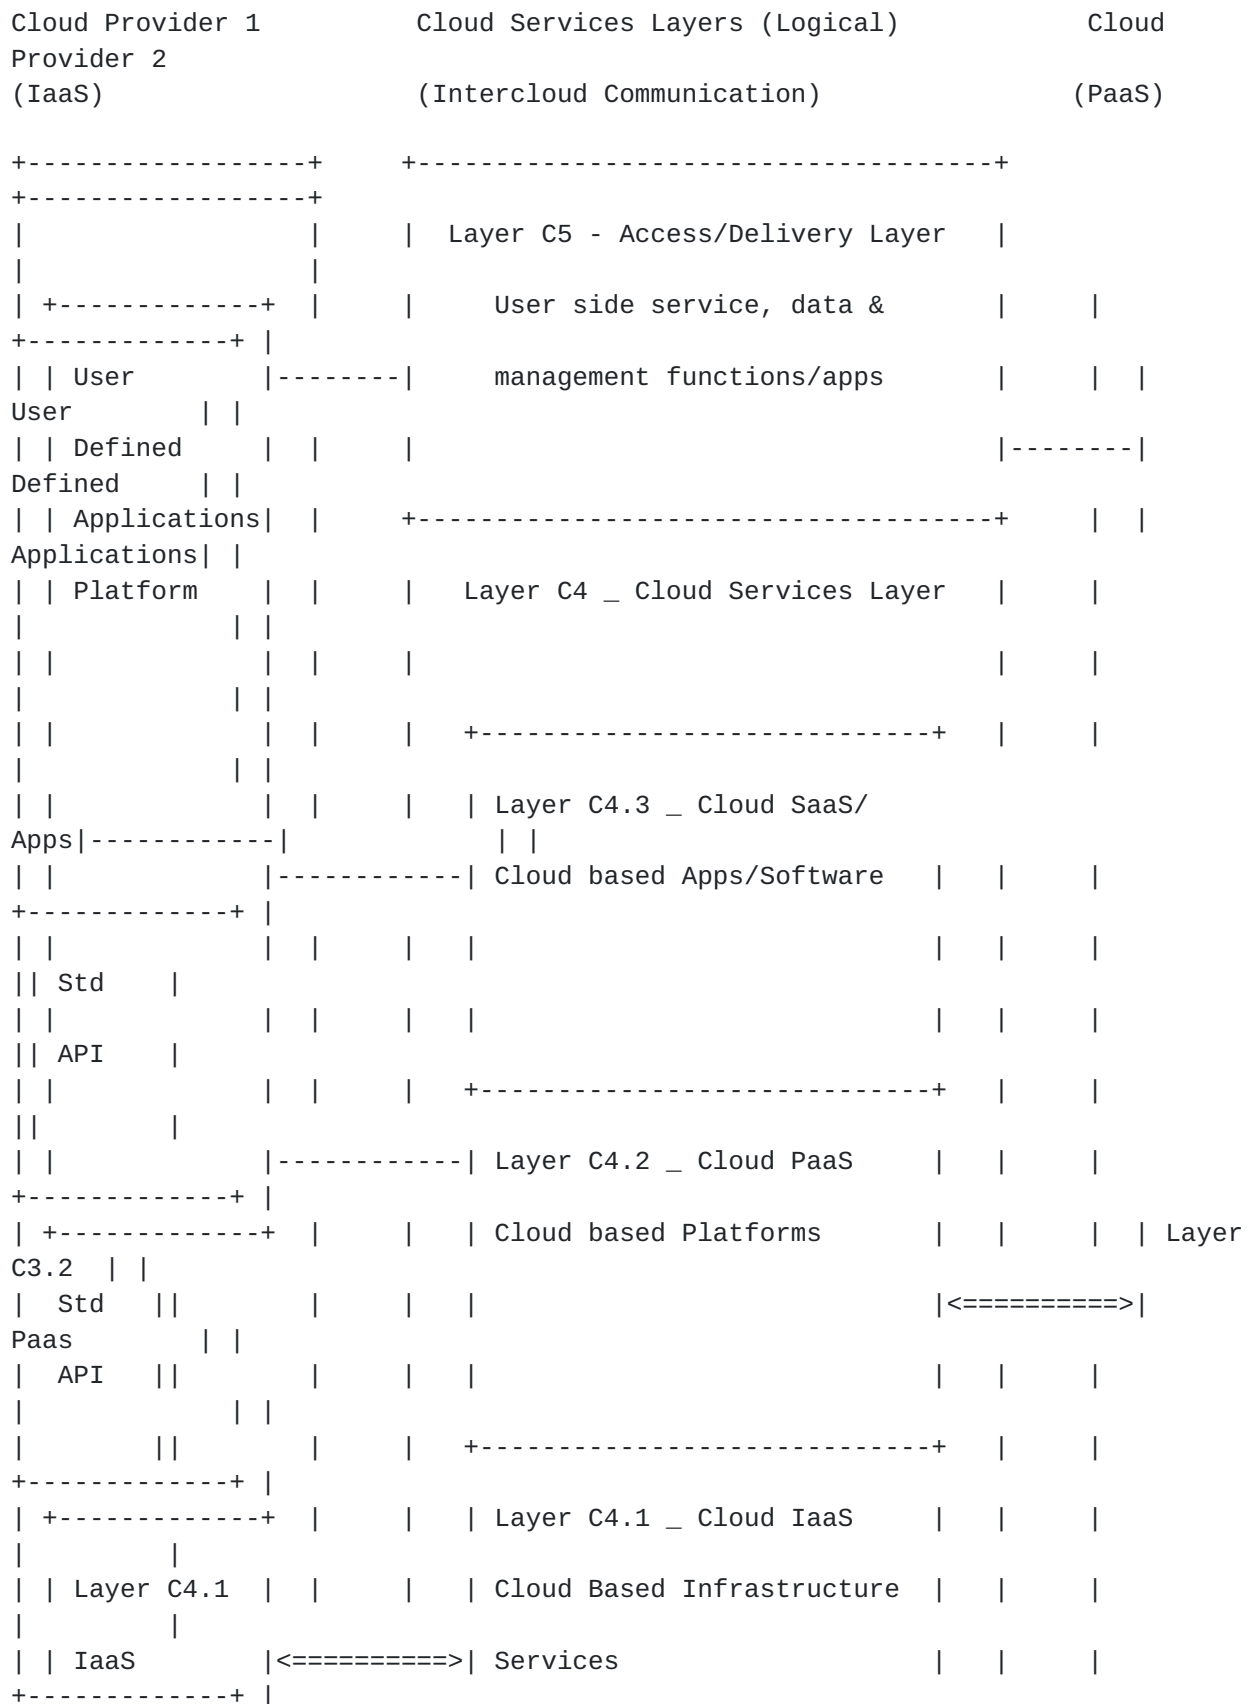 Cloud Provider 1          Cloud Services Layers (Logical)            Cloud
Provider 2
(IaaS)                    (Intercloud Communication)                (PaaS)
+------------------+     +-------------------------------------+
+------------------+
|                  |     |  Layer C5 - Access/Delivery Layer   |
|                  |
| +-------------+  |     |     User side service, data &       |     |
+-------------+ |
| | User        |--------|     management functions/apps       |     |  |
User        | |
| | Defined     |  |     |                                     |--------|
Defined     | |
| | Applications|  |     +-------------------------------------+     |  |
Applications| |
| | Platform    |  |     |   Layer C4 _ Cloud Services Layer   |     |
|             | |
| |             |  |     |                                     |     |
|             | |
| |             |  |     |   +-----------------------------+   |     |
|             | |
| |             |  |     |   | Layer C4.3 _ Cloud SaaS/
Apps|------------|             | |
| |             |------------| Cloud based Apps/Software   |   |     |
+-------------+ |
| |             |  |     |   |                             |   |     |
|| Std    |
| |             |  |     |   |                             |   |     |
|| API    |
| |             |  |     |   +-----------------------------+   |     |
||        |
| |             |------------| Layer C4.2 _ Cloud PaaS     |   |     |
+-------------+ |
| +-------------+  |     |   | Cloud based Platforms       |   |     |  | Layer
C3.2  | |
|  Std   ||        |     |   |                             |<==========>|
Paas        | |
|  API   ||        |     |   |                             |   |     |
|             | |
|        ||        |     |   +-----------------------------+   |     |
+-------------+ |
| +-------------+  |     |   | Layer C4.1 _ Cloud IaaS     |   |     |
|         |
| | Layer C4.1  |  |     |   | Cloud Based Infrastructure  |   |     |
|         |
| | IaaS        |<==========>| Services                    |   |     |
+-------------+ |